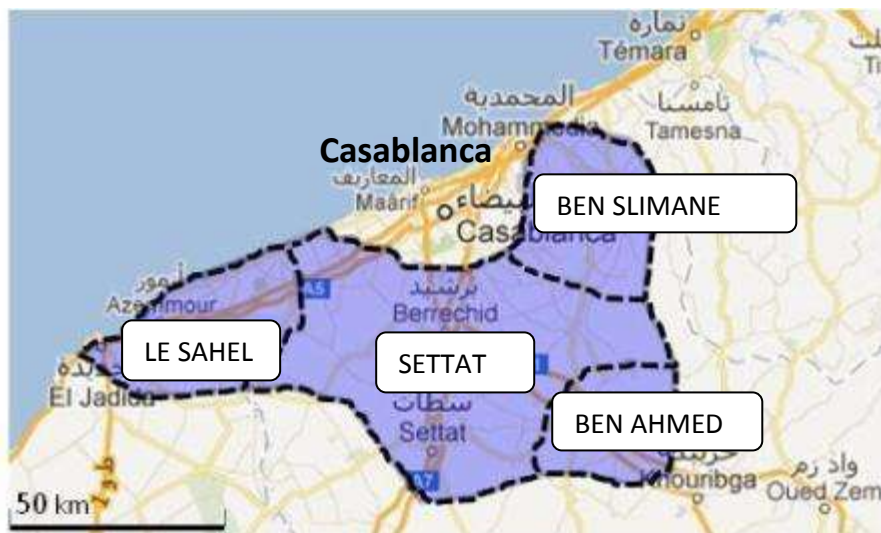 نمارة
Témara
تامسنا
Tamesna
المحمدية
Mohammedia
Casablanca
المعاريف
Maârif
Casablanca
BEN SLIMANE
أزمور
Azemmour
A5
برشيد
Berrechid
LE SAHEL
SETTAT
El Jadida
سطات
Settat
BEN AHMED
Khouribga
A7
واد زم
Oued Zem
50 km